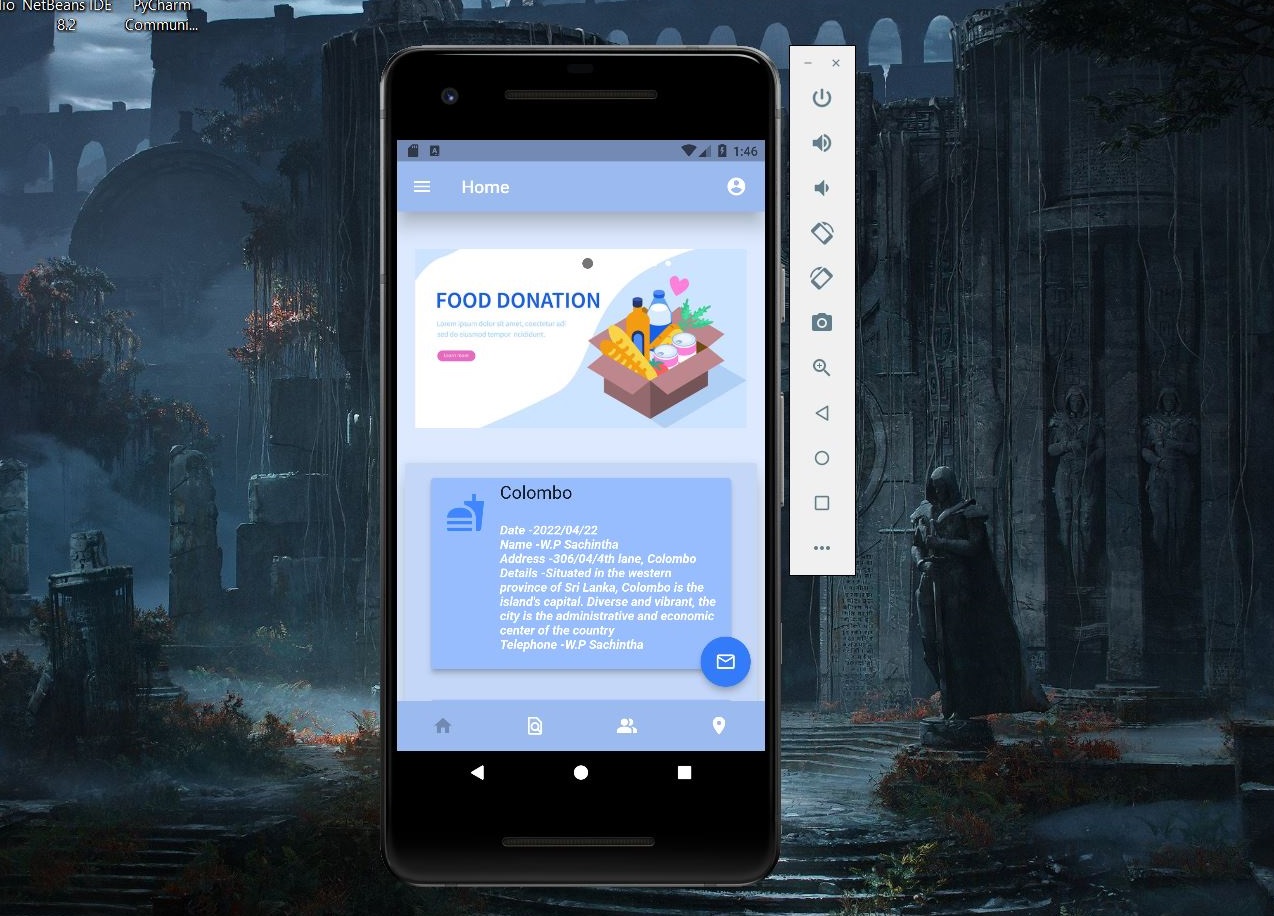 lio NetBeans IDE
8.2
PyCharm
Communi...
1:46
Home
FOOD DONATION
Lorem ipsum dolor sit amet, coectetur adi
sed do eiusmod tempor ncididunt.
Learn more
Colombo
Date -2022/04/22
Name -W.P Sachintha
Address -306/04/4th lane, Colombo
Details -Situated in the western
province of Sri Lanka, Colombo is the
island's capital. Diverse and vibrant, the
city is the administrative and economic
center of the country
Telephone -W.P Sachintha